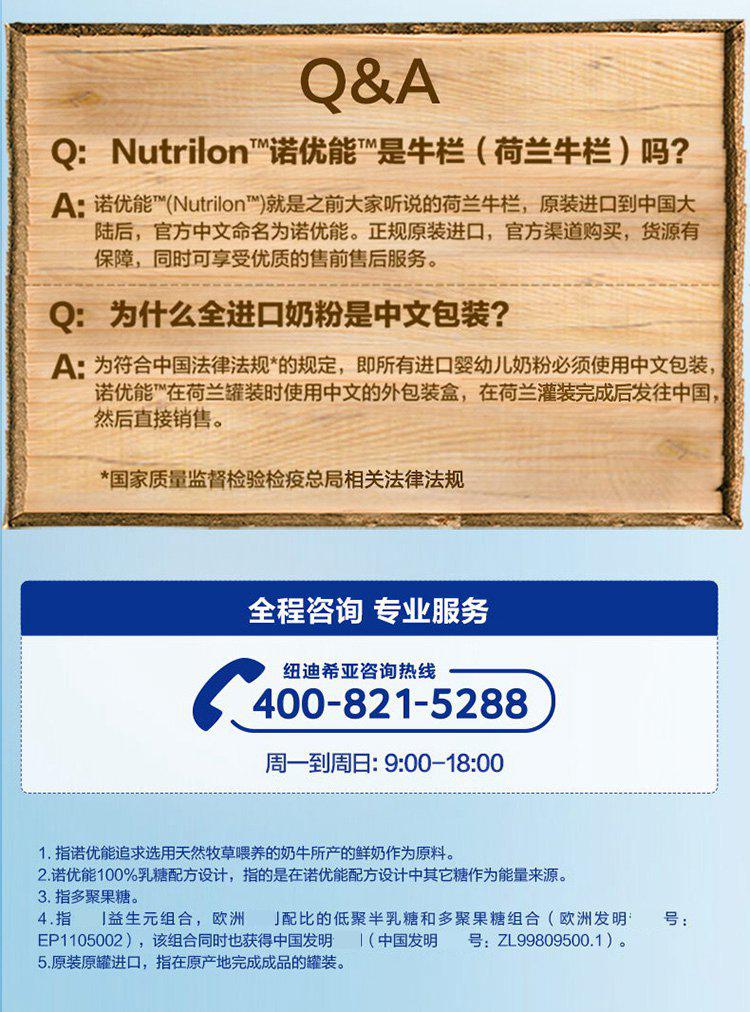 Q&A
Q: Nutrilon™诺优能™是牛栏（荷兰牛栏）吗？
A: 诺优能™(Nutrilon™)就是之前大家听说的荷兰牛栏，原装进口到中国大
陆后，官方中文命名为诺优能。正规原装进口，官方渠道购买，货源有
保障，同时可享受优质的售前售后服务。
Q: 为什么全进口奶粉是中文包装？
A: 为符合中国法律法规*的规定，即所有进口婴幼儿奶粉必须使用中文包装，
诺优能™在荷兰罐装时使用中文的外包装盒，在荷兰灌装完成后发往中国，
然后直接销售。
*国家质量监督检验检疫总局相关法律法规
全程咨询 专业服务
纽迪希亚咨询热线
400-821-5288
周一到周日: 9:00-18:00
1. 指诺优能追求选用天然牧草喂养的奶牛所产的鲜奶作为原料。
2.诺优能100%乳糖配方设计，指的是在诺优能配方设计中其它糖作为能量来源。
3. 指多聚果糖。
4.指 益生元组合，欧洲 配比的低聚半乳糖和多聚果糖组合（欧洲发明 号：
EP1105002），该组合同时也获得中国发明 （中国发明 号：ZL99809500.1）。
5.原装原罐进口，指在原产地完成成品的罐装。